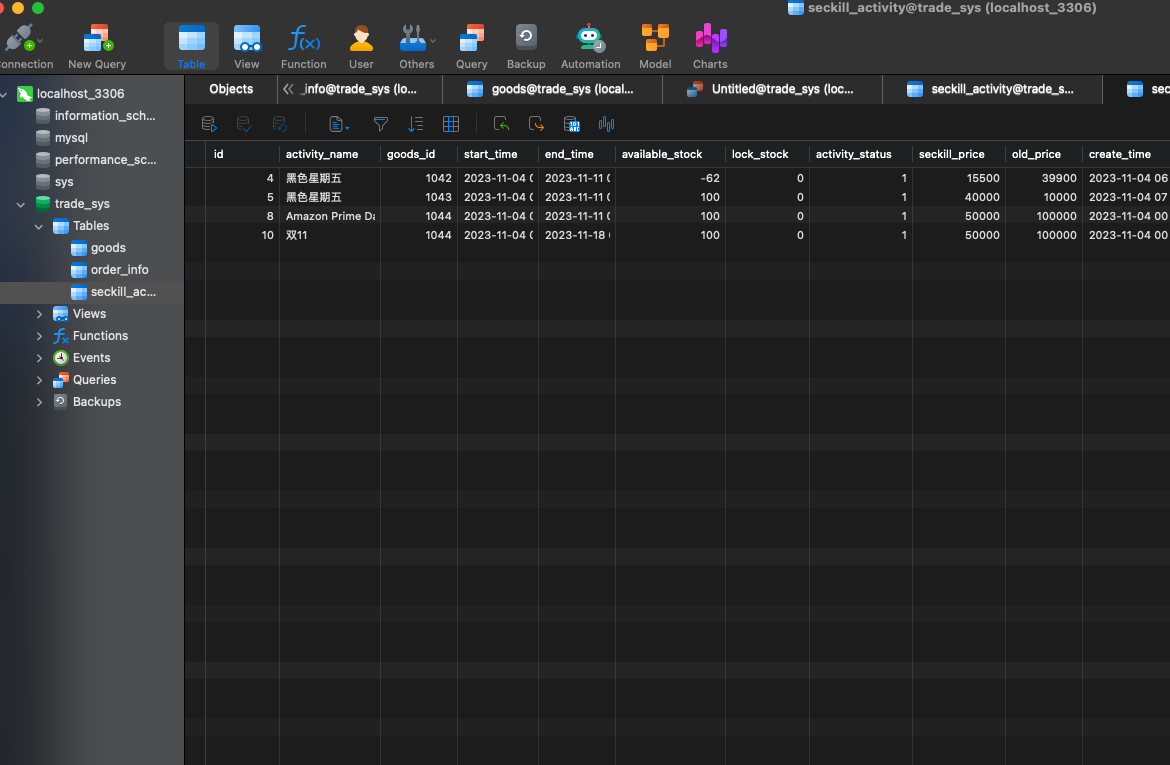 seckill_activity@trade_sys (localhost_3306)
onnection New Query Table View Function User Others Query Backup Automation Model Charts
localhost_3306
information_sch...
mysql
performance_sc...
sys
trade_sys
Tables
goods
order_info
seckill_ac...
Views
Functions
Events
Queries
Backups
Objects _info@trade_sys (lo... goods@trade_sys (local... Untitled@trade_sys (loc... seckill_activity@trade_s... sec
id activity_name goods_id start_time end_time available_stock lock_stock activity_status seckill_price old_price create_time
4 黑色星期五 1042 2023-11-04 0 2023-11-11 0 -62 0 1 15500 39900 2023-11-04 06
5 黑色星期五 1043 2023-11-04 0 2023-11-11 0 100 0 1 40000 10000 2023-11-04 07
8 Amazon Prime Da 1044 2023-11-04 0 2023-11-11 0 100 0 1 50000 100000 2023-11-04 00
10 双11 1044 2023-11-04 0 2023-11-18 100 0 1 50000 100000 2023-11-04 00